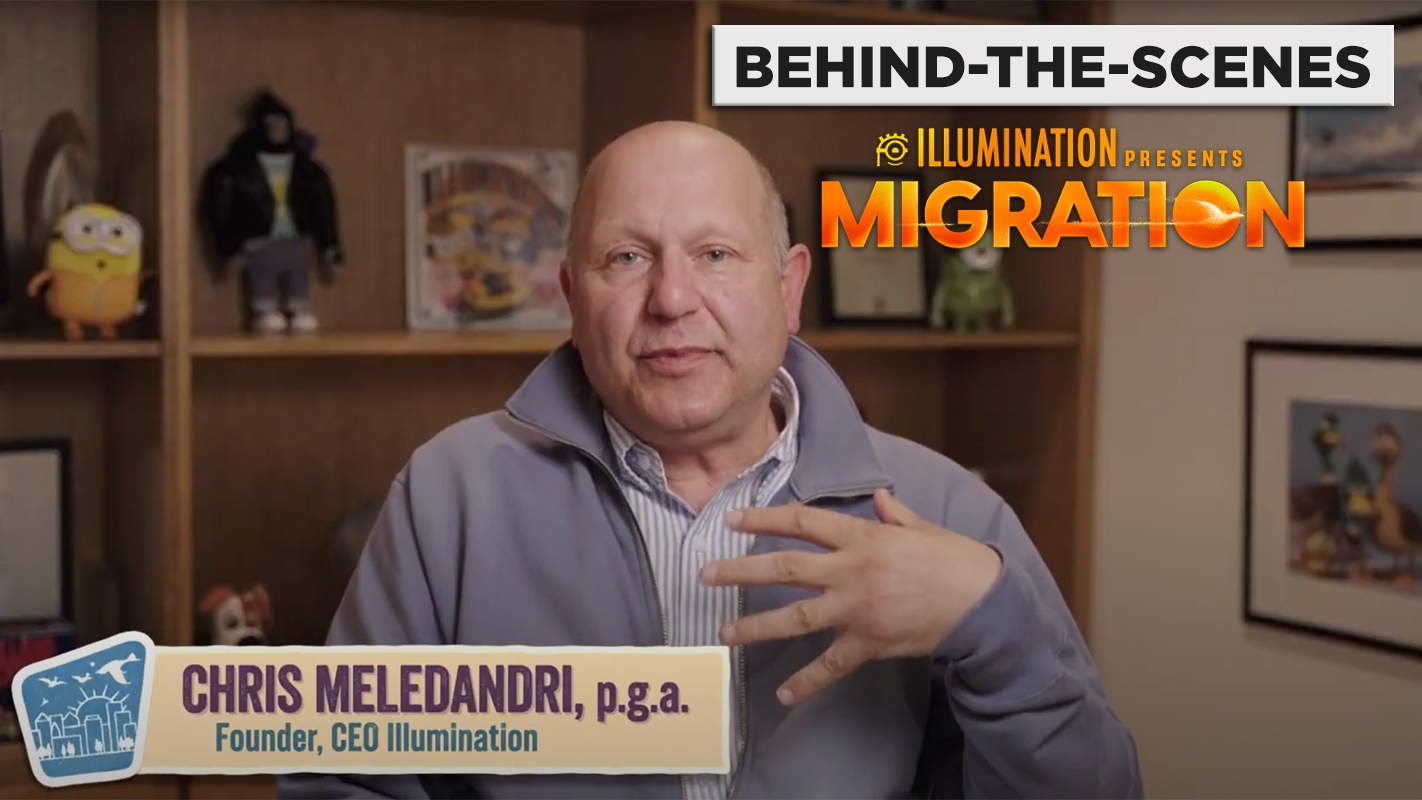 BEHIND-THE-SCENES
ILLUMINATION PRESENTS
MIGRATION
CHRIS MELEDANDRI, p.g.a.
Founder, CEO Illumination